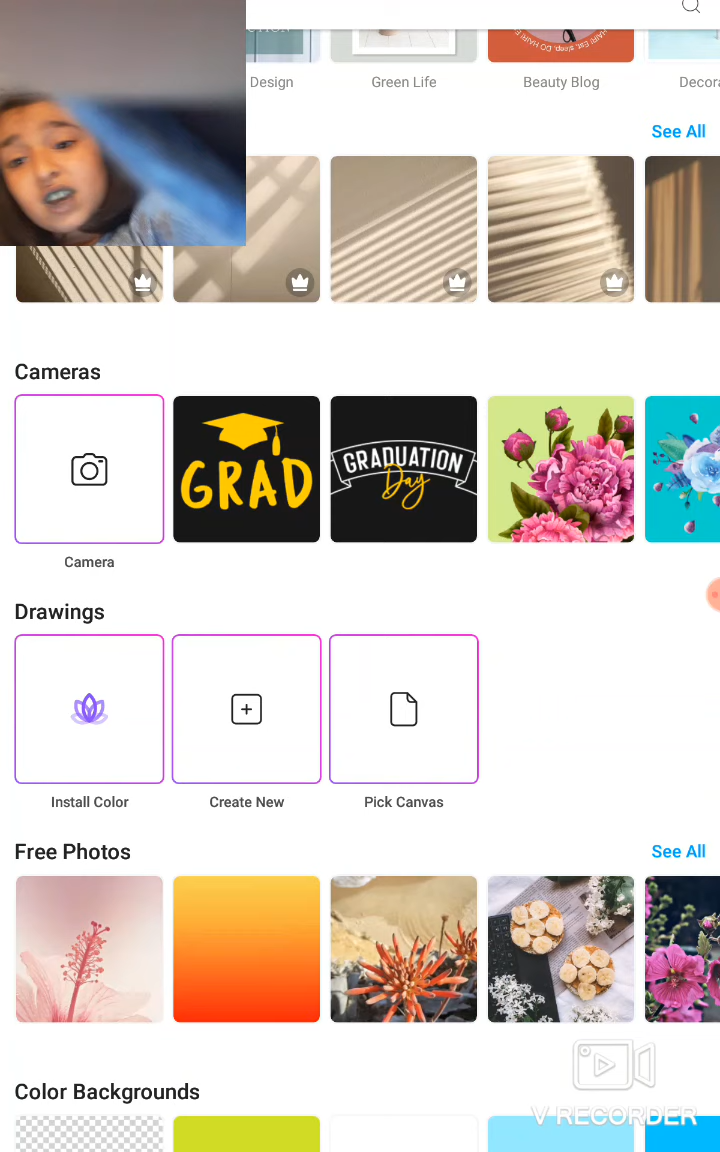 Design
Green Life
Beauty Blog
Decor
See All
Cameras
GRAD
GRADUATION
Day
Camera
Drawings
Install Color
Create New
Pick Canvas
Free Photos
See All
Color Backgrounds
V RECORDER